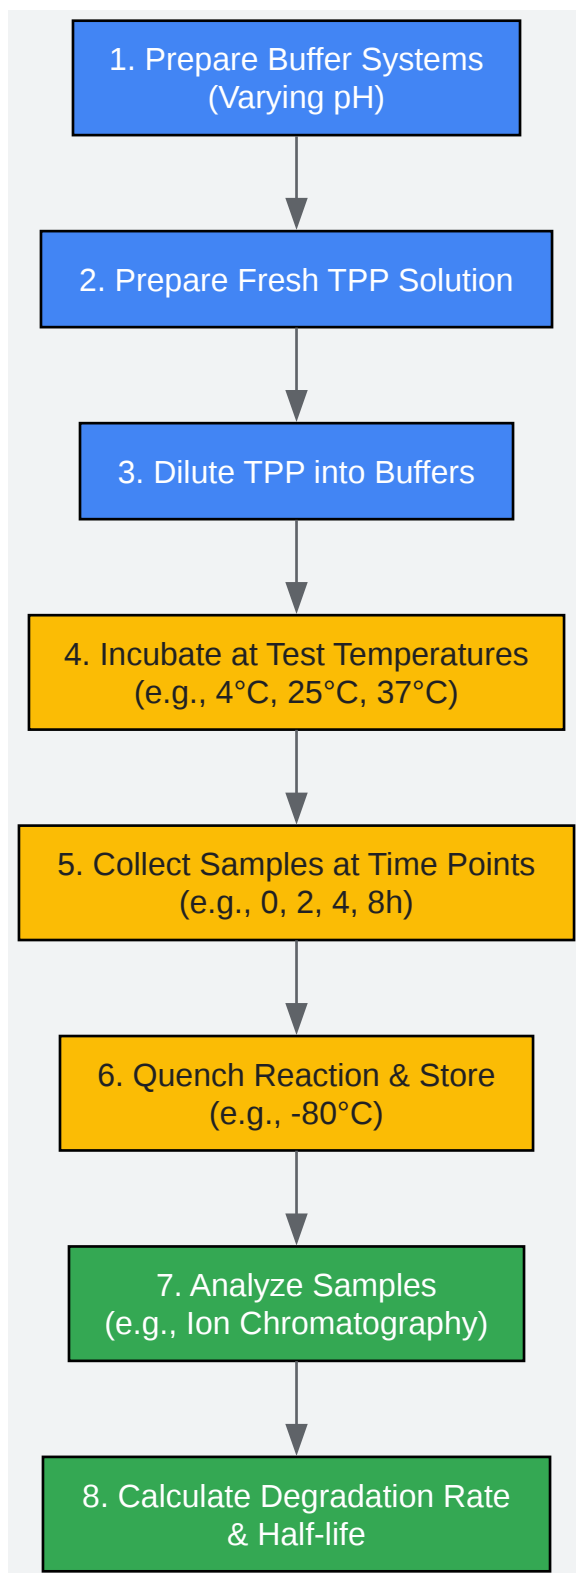 1. Prepare Buffer Systems
(Varying pH)
2. Prepare Fresh TPP Solution
3. Dilute TPP into Buffers
4. Incubate at Test Temperatures
(e.g., 4°C, 25°C, 37°C)
5. Collect Samples at Time Points
(e.g., 0, 2, 4, 8h)
6. Quench Reaction & Store
(e.g., -80°C)
7. Analyze Samples
(e.g., Ion Chromatography)
8. Calculate Degradation Rate
& Half-life